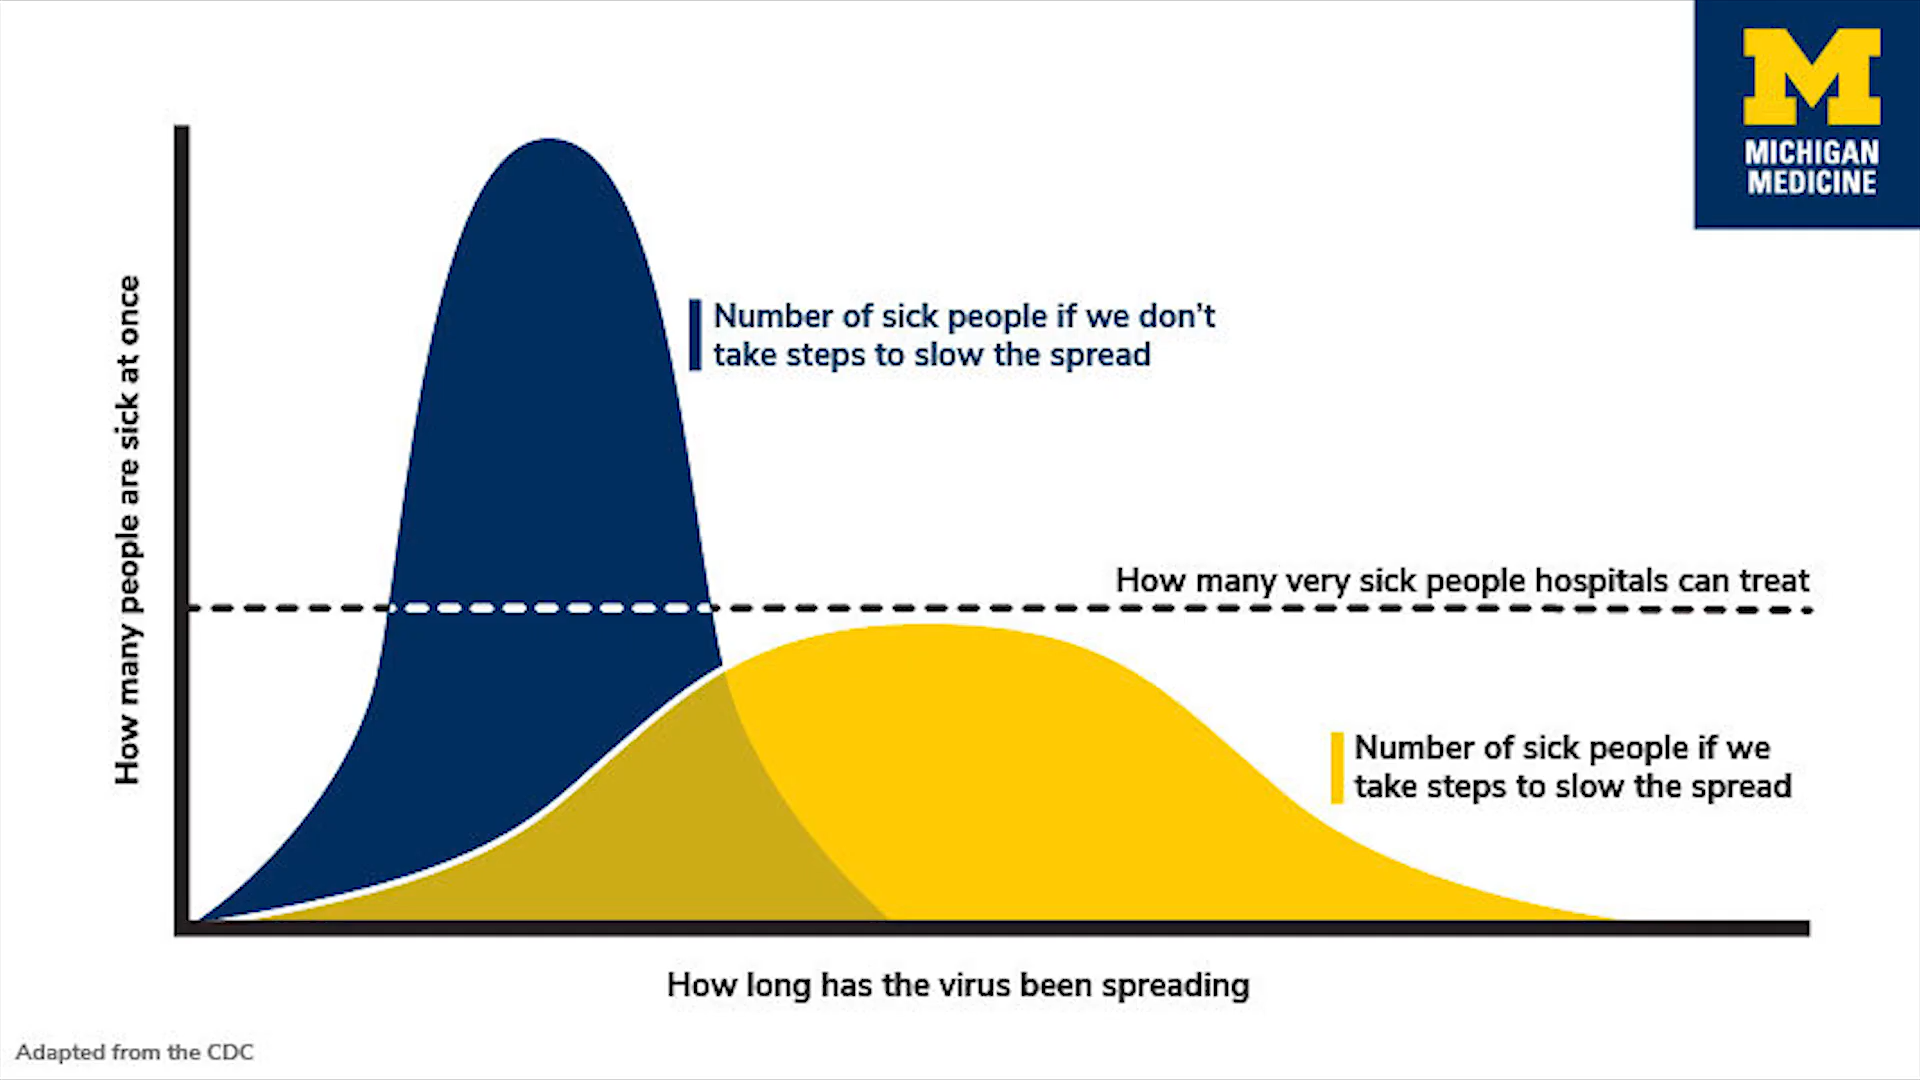 M
MICHIGAN
MEDICINE
How many people are sick at once
Number of sick people if we don't
take steps to slow the spread
How many very sick people hospitals can treat
Number of sick people if we
take steps to slow the spread
How long has the virus been spreading
Adapted from the CDC